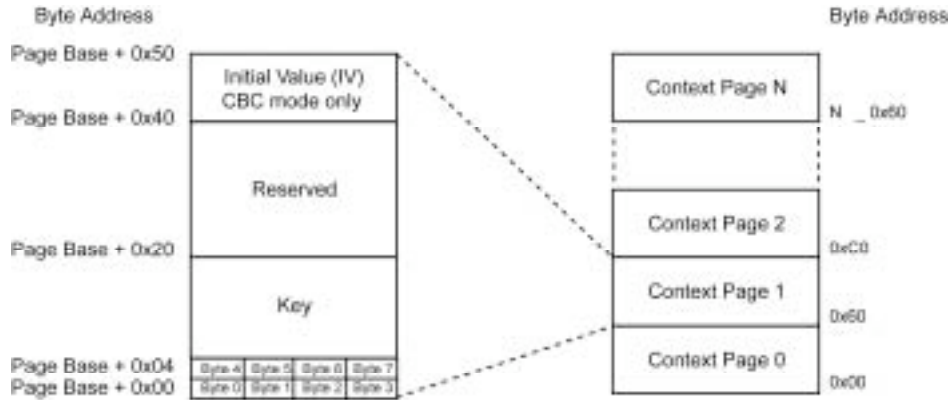 Byte Address
Byte Address
Page Base + 0x50
Initial Value (IV)
CBC mode only
Context Page N
Page Base + 0x40
N _ 0x60
Reserved
Context Page 2
Page Base + 0x20
0xC0
Key
Context Page 1
0x60
Page Base + 0x04
Byte 4 Byte 5 Byte 6 Byte 7
Context Page 0
Page Base + 0x00
Byte 0 Byte 1 Byte 2 Byte 3
0x00